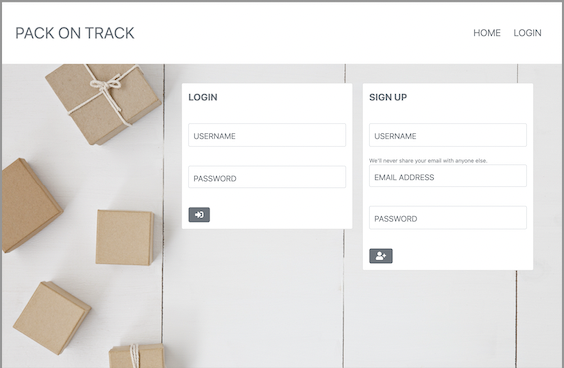 PACK ON TRACK
HOME LOGIN
LOGIN
USERNAME
PASSWORD
SIGN UP
USERNAME
We'll never share your email with anyone else.
EMAIL ADDRESS
PASSWORD